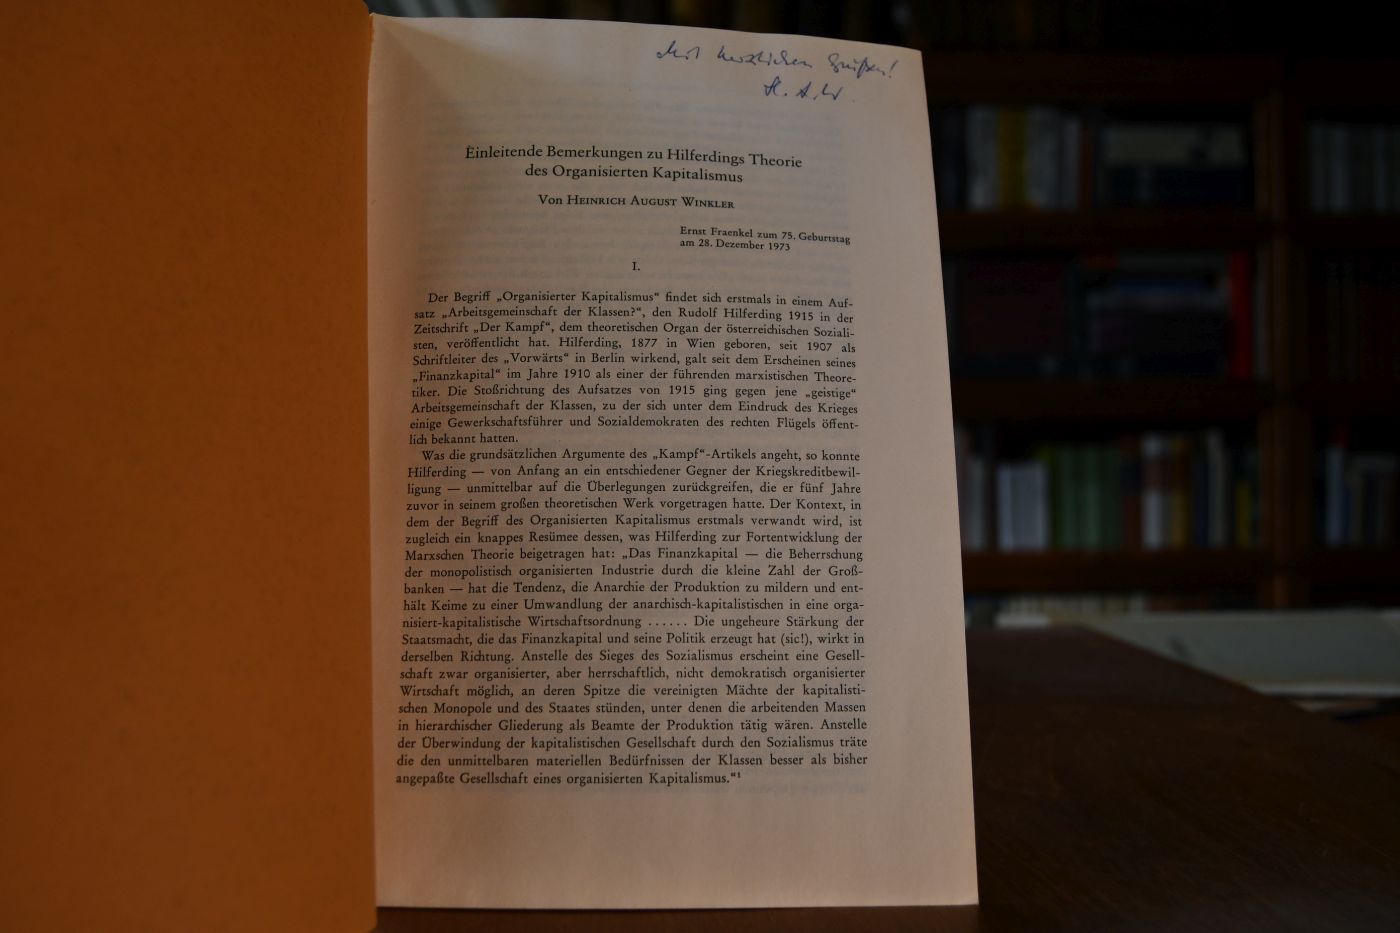 Mit herzlichen Grüßen!
H. A. W.
Einleitende Bemerkungen zu Hilferdings Theorie
des Organisierten Kapitalismus
Von Heinrich August Winkler
Ernst Fraenkel zum 75. Geburtstag
am 28. Dezember 1973
I.
Der Begriff „Organisierter Kapitalismus“ findet sich erstmals in einem Auf-
satz „Arbeitsgemeinschaft der Klassen?“, den Rudolf Hilferding 1915 in der
Zeitschrift „Der Kampf“, dem theoretischen Organ der österreichischen Soziali-
sten, veröffentlicht hat. Hilferding, 1877 in Wien geboren, seit 1907 als
Schriftleiter des „Vorwärts“ in Berlin wirkend, galt seit dem Erscheinen seines
„Finanzkapital“ im Jahre 1910 als einer der führenden marxistischen Theore-
tiker. Die Stoßrichtung des Aufsatzes von 1915 ging gegen jene „geistige“
Arbeitsgemeinschaft der Klassen, zu der sich unter dem Eindruck des Krieges
einige Gewerkschaftsführer und Sozialdemokraten des rechten Flügels öffent-
lich bekannt hatten.
Was die grundsätzlichen Argumente des „Kampf“-Artikels angeht, so konnte
Hilferding — von Anfang an ein entschiedener Gegner der Kriegskreditbewil-
ligung — unmittelbar auf die Überlegungen zurückgreifen, die er fünf Jahre
zuvor in seinem großen theoretischen Werk vorgetragen hatte. Der Kontext, in
dem der Begriff des Organisierten Kapitalismus erstmals verwandt wird, ist
zugleich ein knappes Resümee dessen, was Hilferding zur Fortentwicklung der
Marxschen Theorie beigetragen hat: „Das Finanzkapital — die Beherrschung
der monopolistisch organisierten Industrie durch die kleine Zahl der Groß-
banken — hat die Tendenz, die Anarchie der Produktion zu mildern und ent-
hält Keime zu einer Umwandlung der anarchisch-kapitalistischen in eine orga-
nisiert-kapitalistische Wirtschaftsordnung ...... Die ungeheure Stärkung der
Staatsmacht, die das Finanzkapital und seine Politik erzeugt hat (sic!), wirkt in
derselben Richtung. Anstelle des Sieges des Sozialismus erscheint eine Gesell-
schaft zwar organisierter, aber herrschaftlich, nicht demokratisch organisierter
Wirtschaft möglich, an deren Spitze die vereinigten Mächte der kapitalisti-
schen Monopole und des Staates stünden, unter denen die arbeitenden Massen
in hierarchischer Gliederung als Beamte der Produktion tätig wären. Anstelle
der Überwindung der kapitalistischen Gesellschaft durch den Sozialismus träte
die den unmittelbaren materiellen Bedürfnissen der Klassen besser als bisher
angepaßte Gesellschaft eines organisierten Kapitalismus.“¹